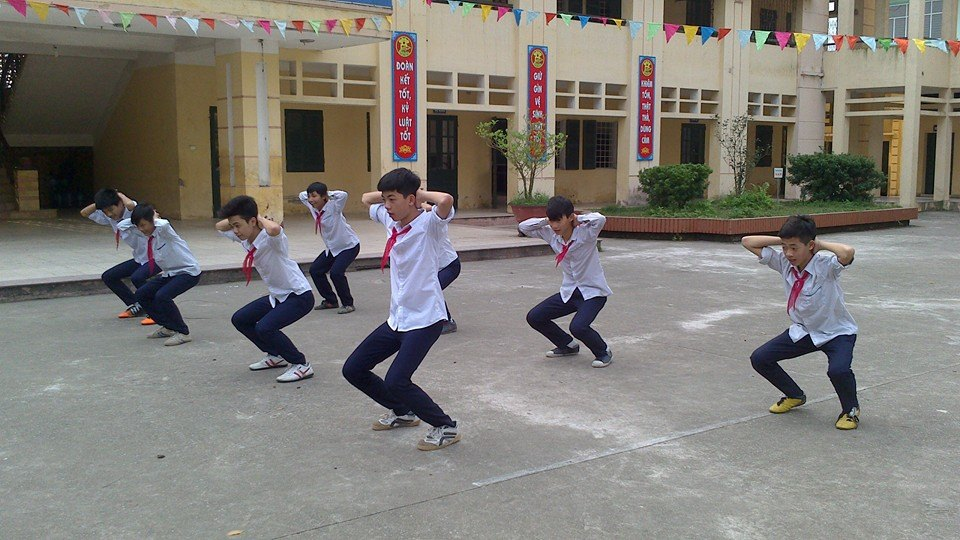 ĐOÀN
KẾT
TỐT,
KỶ
LUẬT
TỐT
GIỮ
GÌN
VỆ
SINH
KHIÊM
TỐN,
THẬT
THÀ,
DŨNG
CẢM